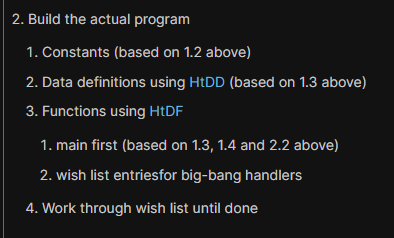 2. Build the actual program
1. Constants (based on 1.2 above)
2. Data definitions using HtDD (based on 1.3 above)
3. Functions using HtDF
1. main first (based on 1.3, 1.4 and 2.2 above)
2. wish list entriesfor big-bang handlers
4. Work through wish list until done